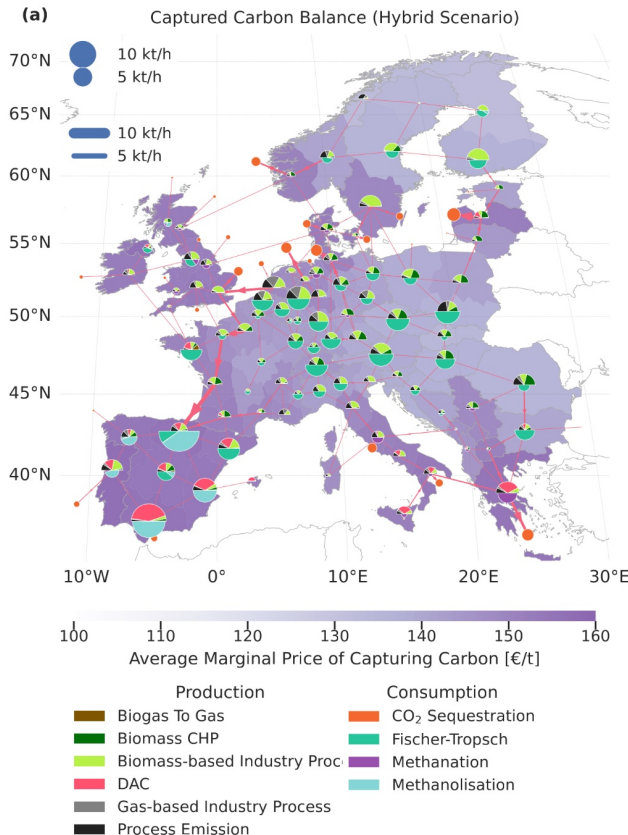 (a) Captured Carbon Balance (Hybrid Scenario)
70°N
10 kt/h
5 kt/h
65°N
10 kt/h
5 kt/h
60°N
55°N
50°N
45°N
40°N
10°W 0° 10°E 20°E 30°E
100 110 120 130 140 150 160
Average Marginal Price of Capturing Carbon [€/t]
Production Consumption
Biogas To Gas CO₂ Sequestration
Biomass CHP Fischer-Tropsch
Biomass-based Industry Proc Methanation
DAC Methanolisation
Gas-based Industry Process
Process Emission